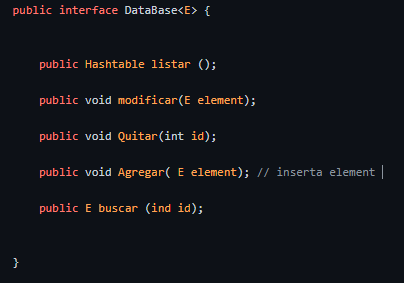 public interface DataBase<E> {
public Hashtable listar ();
public void modificar(E element);
public void Quitar(int id);
public void Agregar( E element); // inserta element
public E buscar (ind id);
}